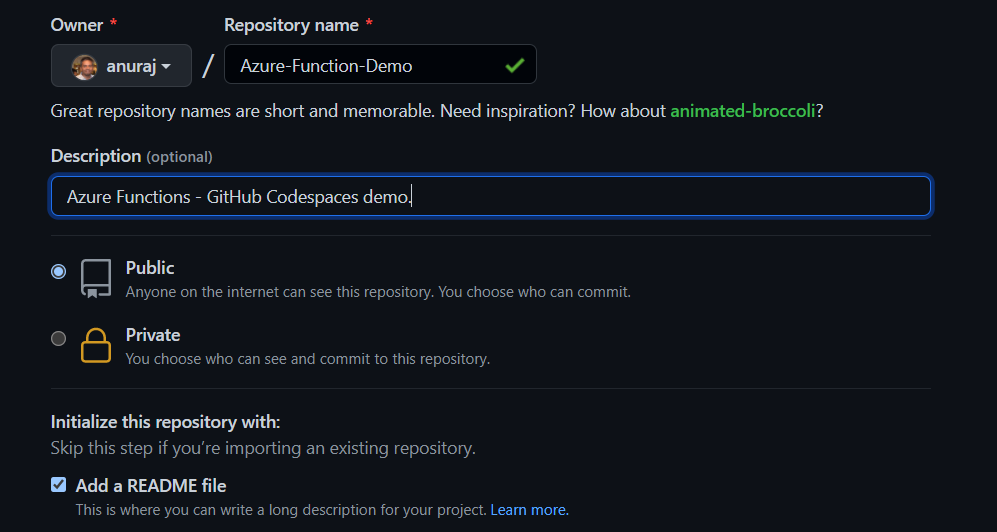 Owner * Repository name *
anuraj / Azure-Function-Demo
Great repository names are short and memorable. Need inspiration? How about animated-broccoli?
Description (optional)
Azure Functions - GitHub Codespaces demo.
Public
Anyone on the internet can see this repository. You choose who can commit.
Private
You choose who can see and commit to this repository.
Initialize this repository with:
Skip this step if you’re importing an existing repository.
Add a README file
This is where you can write a long description for your project. Learn more.